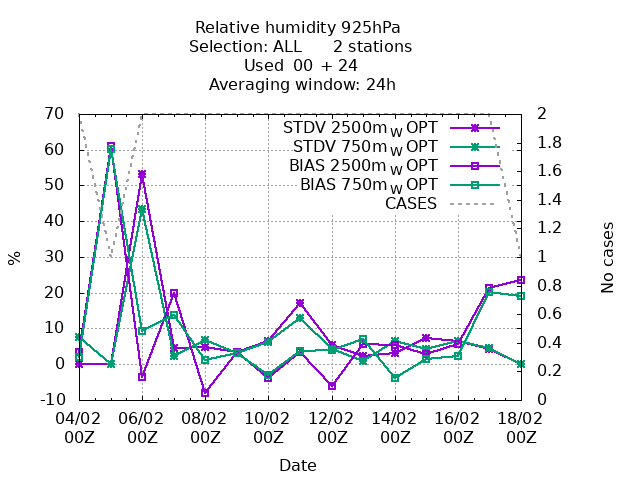 Relative humidity 925hPa
Selection: ALL 2 stations
Used 00 + 24
Averaging window: 24h
STDV 2500m_W OPT
STDV 750m_W OPT
BIAS 2500m_W OPT
BIAS 750m_W OPT
CASES
70
60
50
40
30
20
10
0
-10
%
2
1.8
1.6
1.4
1.2
1
0.8
0.6
0.4
0.2
0
No cases
04/02 06/02 08/02 10/02 12/02 14/02 16/02 18/02
00Z 00Z 00Z 00Z 00Z 00Z 00Z 00Z
Date